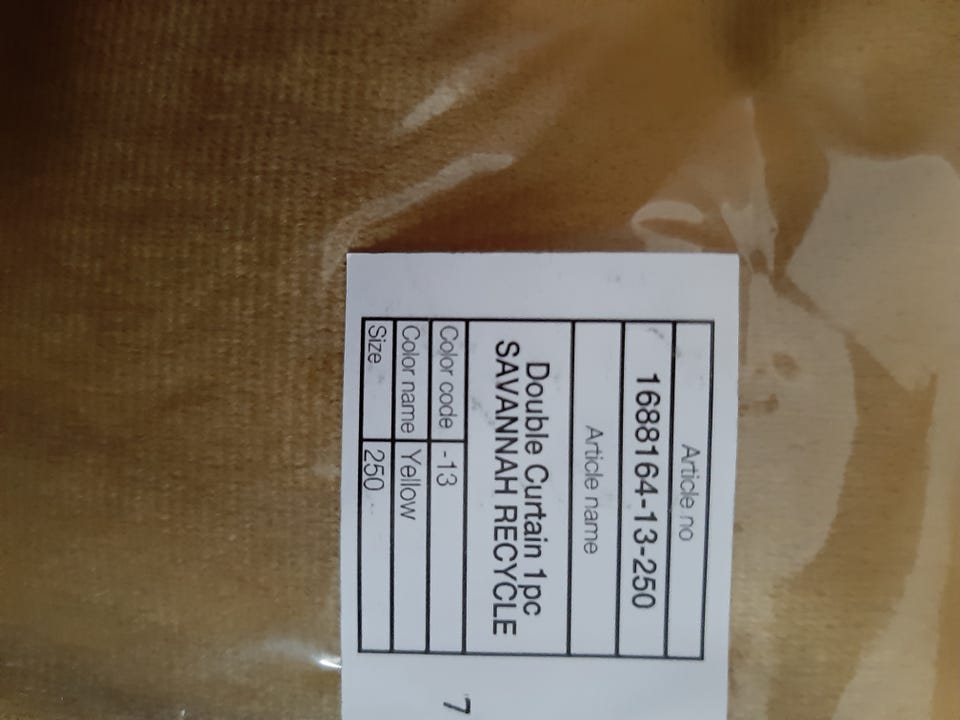 Article no
1688164-13-250
Article name
Double Curtain 1pc
SAVANNAH RECYCLE
Color code -13
Color name Yellow
Size 250
7